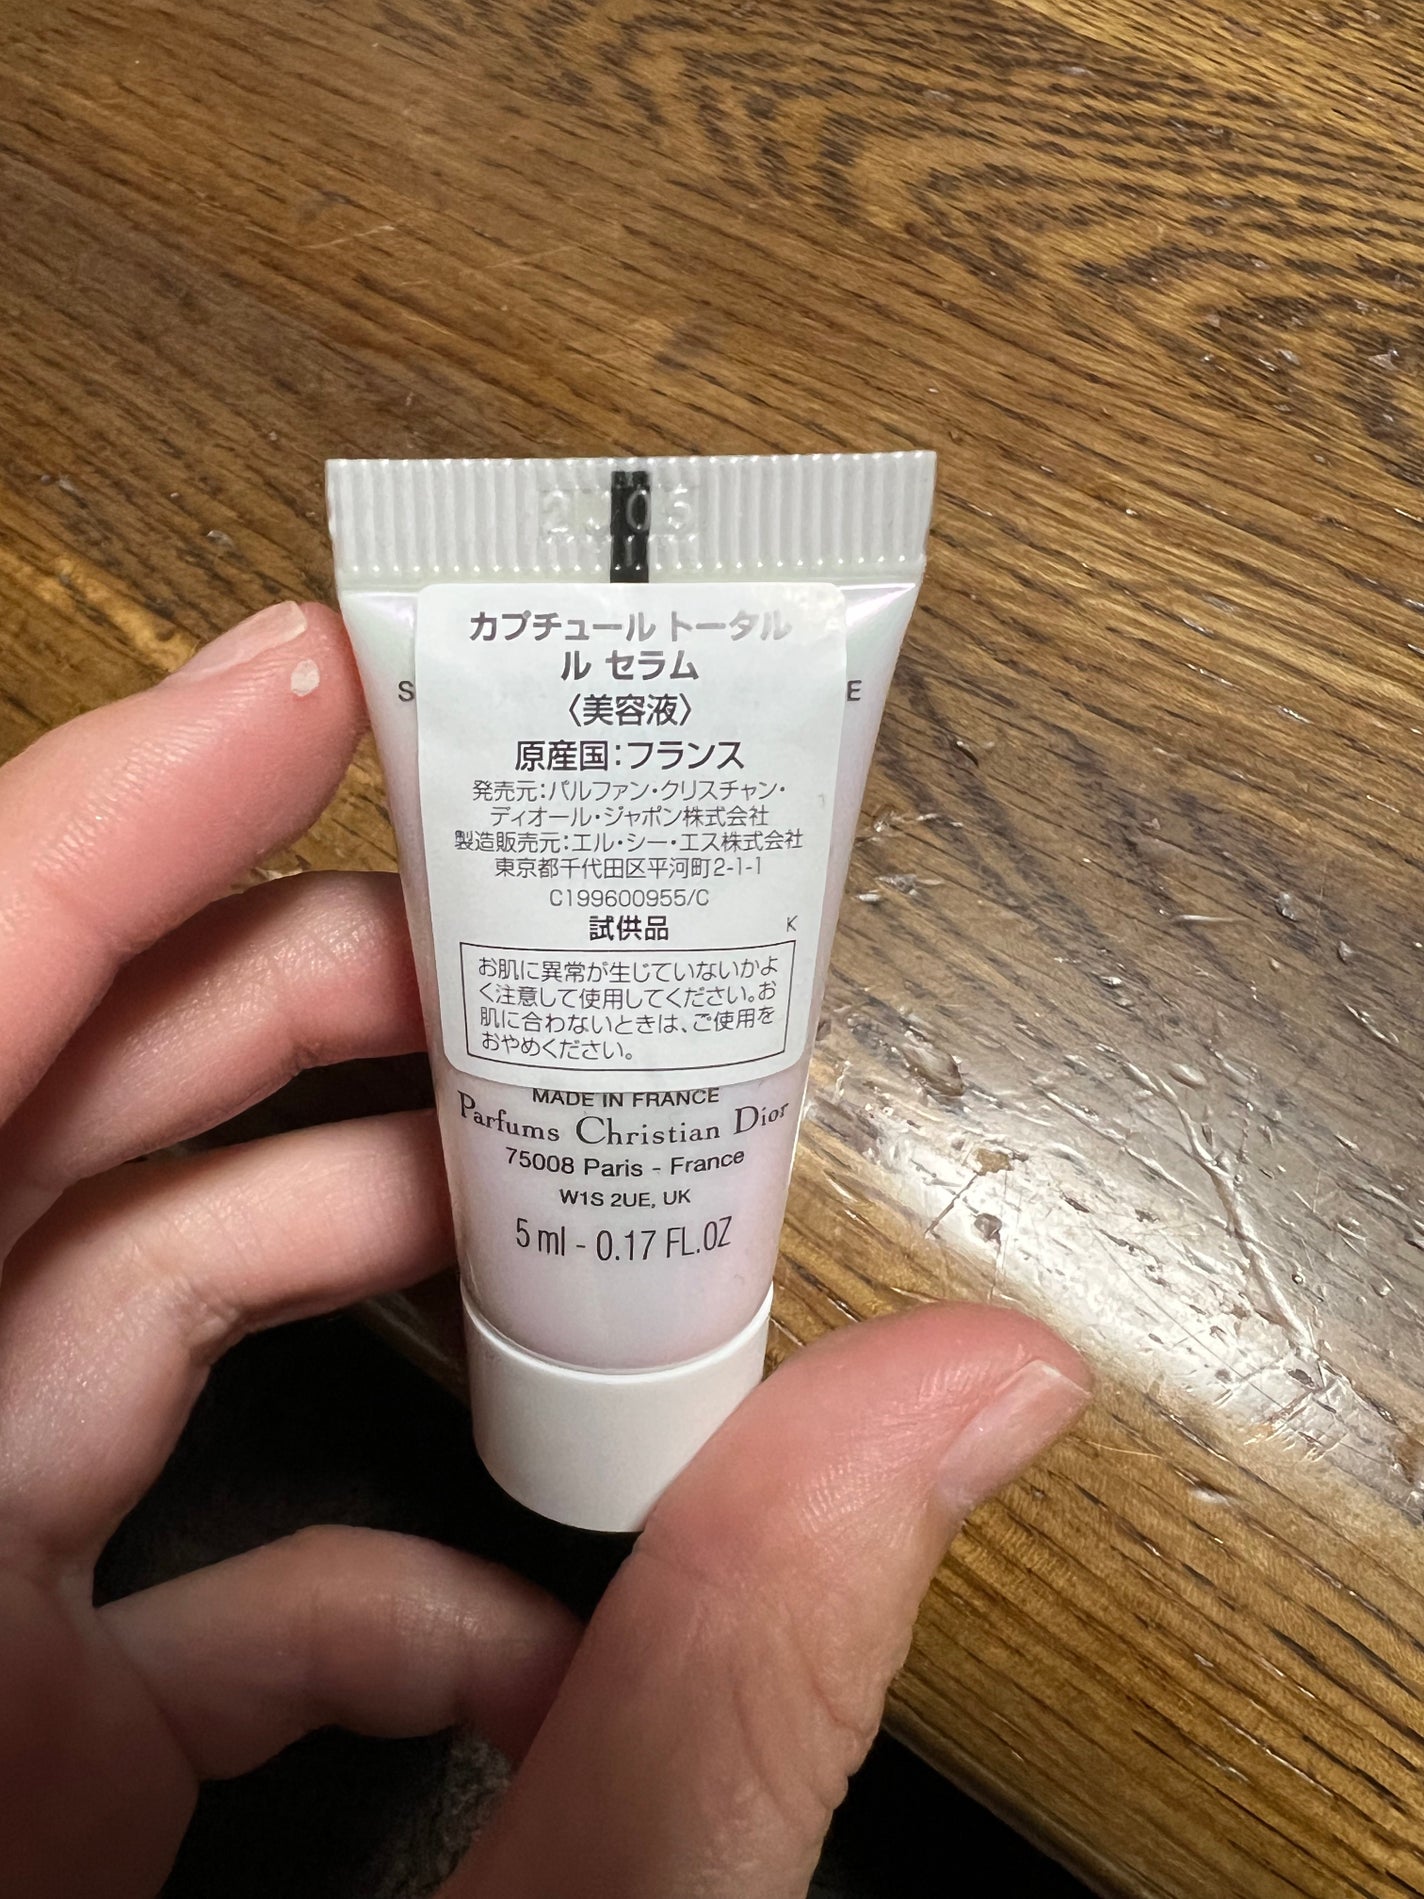 カプチュール トータル
ル セラム
〈美容液〉
原産国：フランス
発売元：パルファン・クリスチャン・
ディオール・ジャポン株式会社
製造販売元：エル・シー・エス株式会社
東京都千代田区平河町2-1-1
C199600955/C
試供品 K
お肌に異常が生じていないかよ
く注意して使用してください。お
肌に合わないときは、ご使用を
おやめください。
MADE IN FRANCE
Parfums Christian Dior
75008 Paris - France
W1S 2UE, UK
5 ml - 0.17 FL.OZ